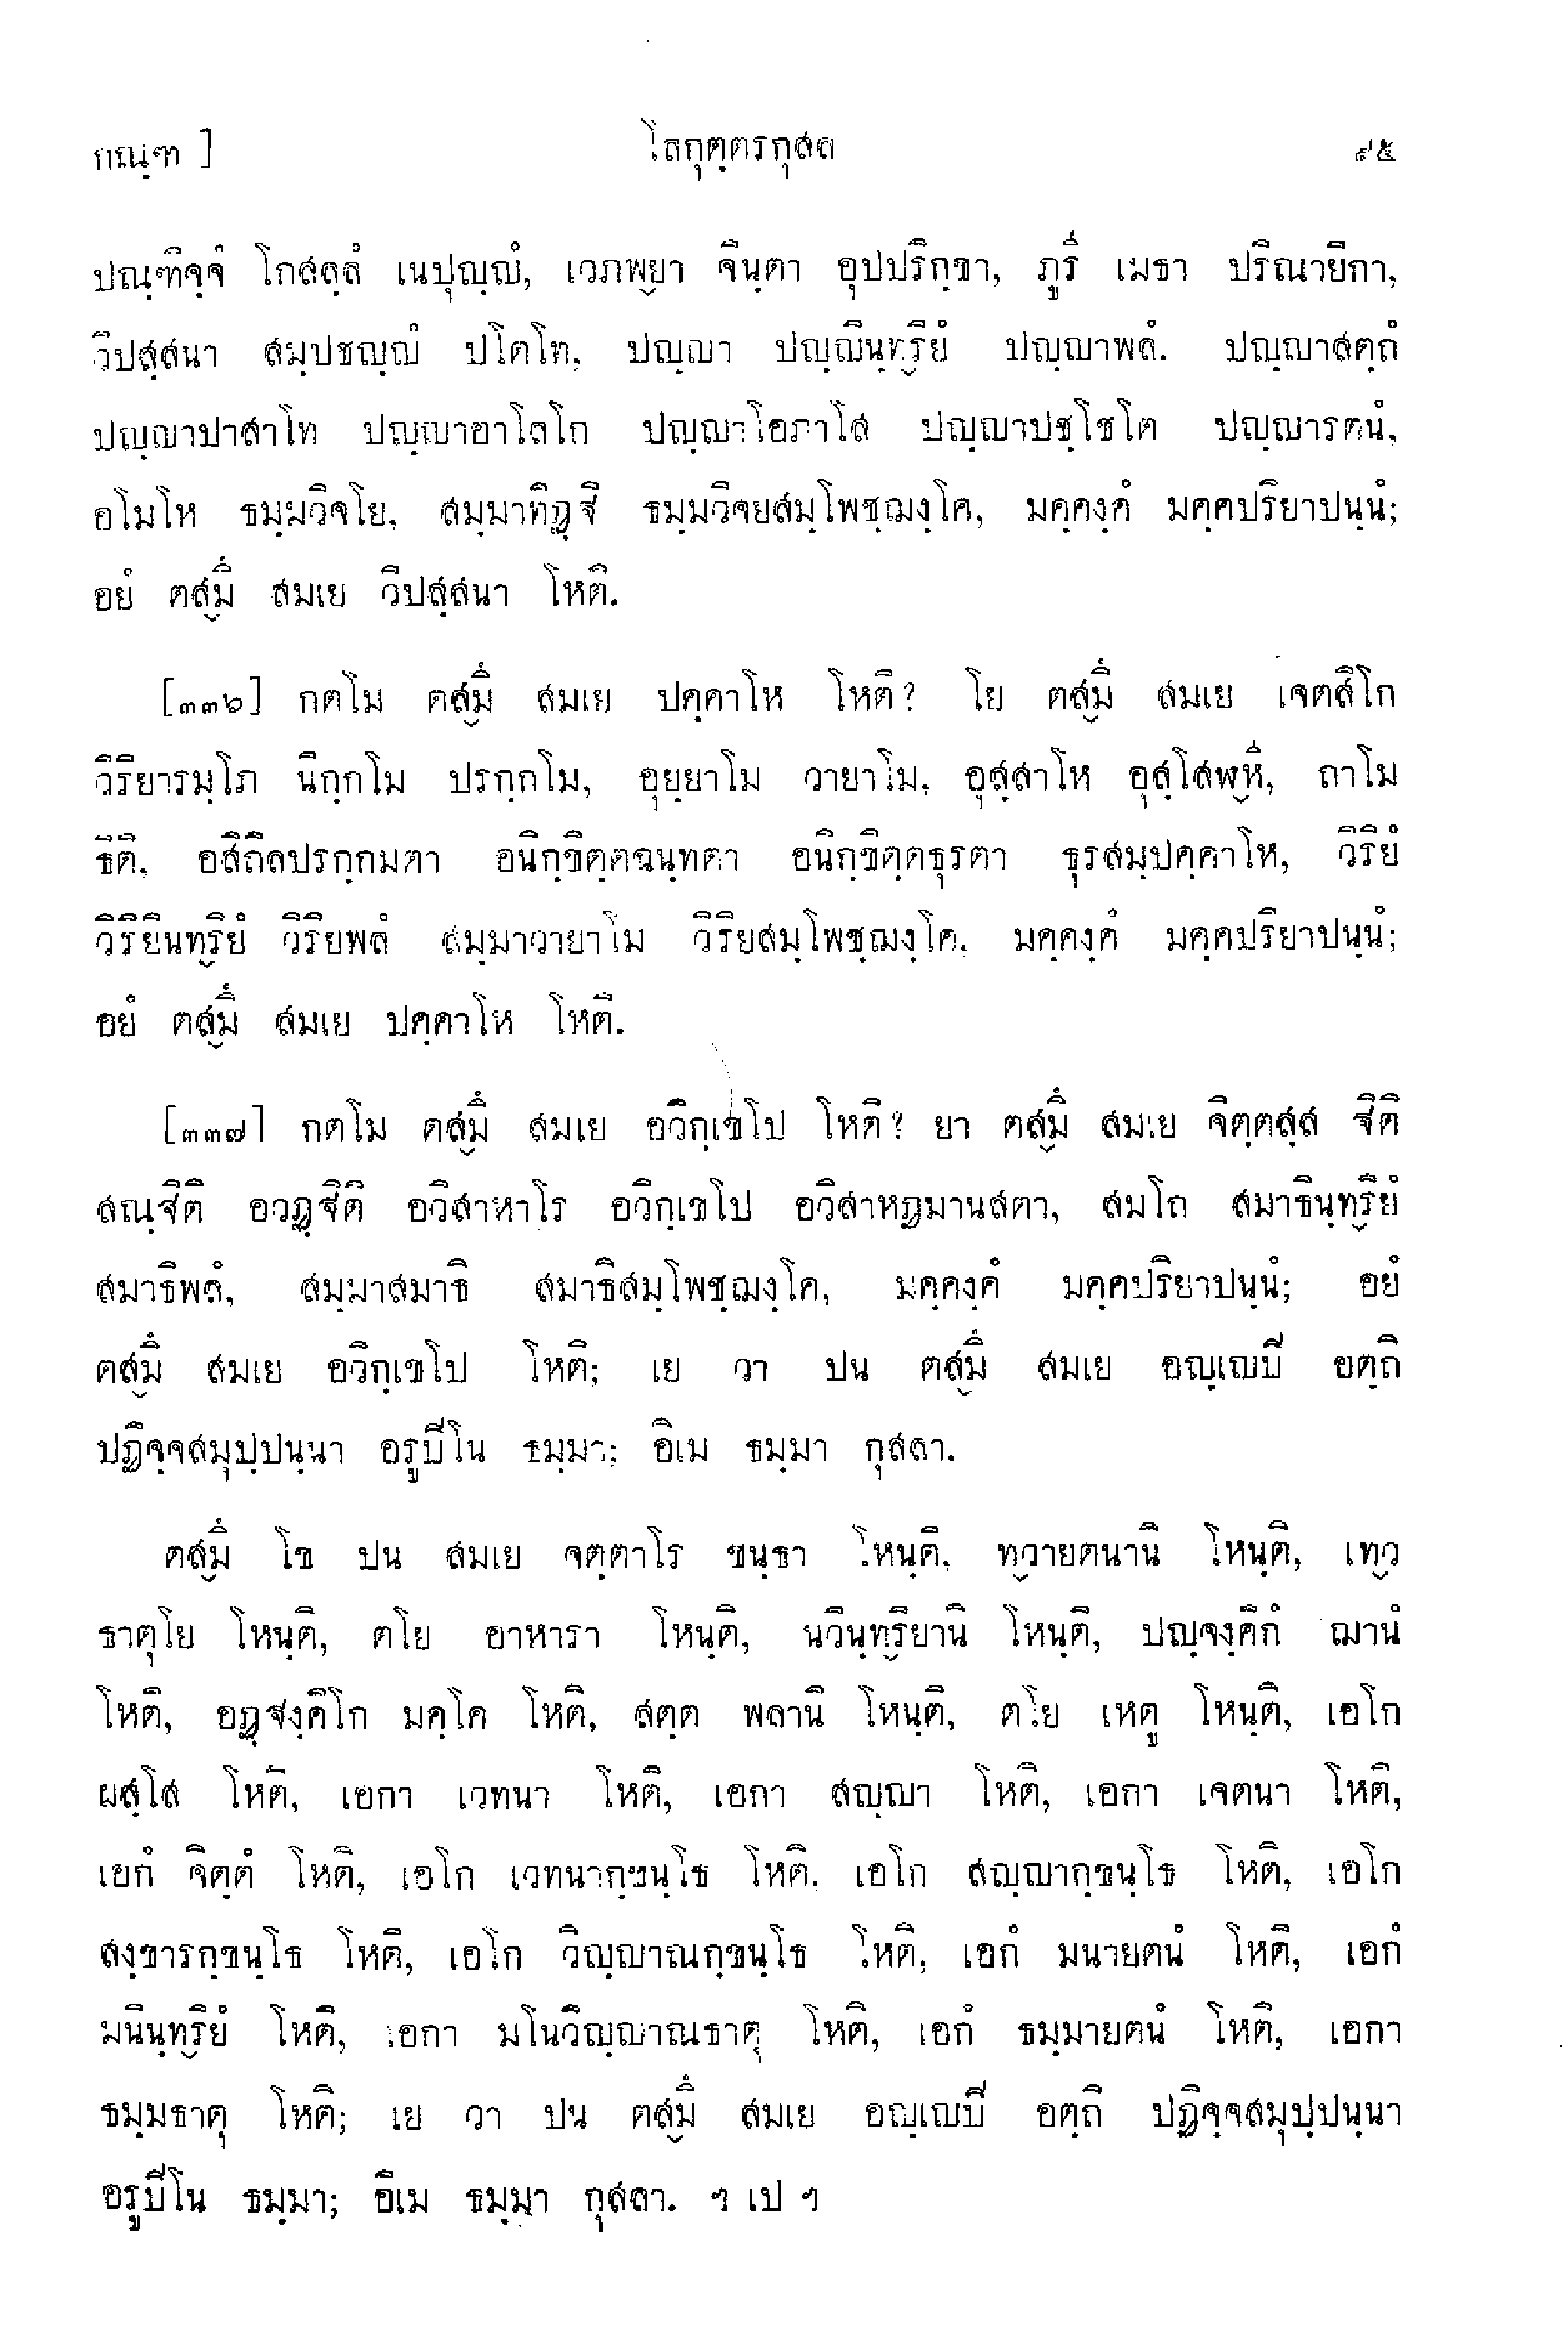 กณฺฑ ]
โลกุตฺตรกุสล
๙๕
ปณฺฑิจฺจํ โกสลฺลํ เนปุญฺญํ, เวภพฺยา จินฺตา อุปปริกฺขา, ภูรี เมธา ปริณายิกา,
วิปสฺสนา สมฺปชญฺญํ ปโตโท, ปญฺญา ปญฺญินฺทฺริยํ ปญฺญาพลํ. ปญฺญาสตฺถํ
ปญฺญาปาสาโท ปญฺญาอาโลโก ปญฺญาโอภาโส ปญฺญาปชฺโชโต ปญฺญารตนํ,
อโมโห ธมฺมวิจโย, สมฺมาทิฏฺฐิ ธมฺมวิจยสมฺโพชฺฌงฺโค, มคฺคงฺคํ มคฺคปริยาปนฺนํ;
อยํ ตสฺมึ สมเย วิปสฺสนา โหติ.
[๓๓๖] กตโม ตสฺมึ สมเย ปคฺคาโห โหติ? โย ตสฺมึ สมเย เจตสิโก
วิริยารมฺโภ นิกฺกโม ปรกฺกโม, อุยฺยาโม วายาโม, อุสฺสาโห อุสฺโสฬฺหี, ถาโม
ธิติ, อสิถิลปรกฺกมตา อนิกฺขิตฺตฉนฺทตา อนิกฺขิตฺตธุรตา ธุรสมฺปคฺคาโห, วิริยํ
วิริยินฺทฺริยํ วิริยพลํ สมฺมาวายาโม วิริยสมฺโพชฺฌงฺโค, มคฺคงฺคํ มคฺคปริยาปนฺนํ;
อยํ ตสฺมึ สมเย ปคฺคาโห โหติ.
[๓๓๗] กตโม ตสฺมึ สมเย อวิกฺเขโป โหติ? ยา ตสฺมึ สมเย จิตฺตสฺส ฐิติ
สณฺฐิติ อวฏฺฐิติ อวิสาหาโร อวิกฺเขโป อวิสาหฏมานสตา, สมโถ สมาธินฺทฺริยํ
สมาธิพลํ, สมฺมาสมาธิ สมาธิสมฺโพชฺฌงฺโค, มคฺคงฺคํ มคฺคปริยาปนฺนํ; อยํ
ตสฺมึ สมเย อวิกฺเขโป โหติ; เย วา ปน ตสฺมึ สมเย อญฺเญปิ อตฺถิ
ปฏิจฺจสมุปฺปนฺนา อรูปิโน ธมฺมา; อิเม ธมฺมา กุสลา.
ตสฺมึ โข ปน สมเย จตฺตาโร ขนฺธา โหนฺติ, ทฺวายตนานิ โหนฺติ, เทฺว
ธาตุโย โหนฺติ, ตโย อาหารา โหนฺติ, นวินฺทฺริยานิ โหนฺติ, ปญฺจงฺคิกํ ฌานํ
โหติ, อฏฺฐงฺคิโก มคฺโค โหติ, สตฺต พลานิ โหนฺติ, ตโย เหตู โหนฺติ, เอโก
ผสฺโส โหติ, เอกา เวทนา โหติ, เอกา สญฺญา โหติ, เอกา เจตนา โหติ,
เอกํ จิตฺตํ โหติ, เอโก เวทนากฺขนฺโธ โหติ, เอโก สญฺญากฺขนฺโธ โหติ, เอโก
สงฺขารกฺขนฺโธ โหติ, เอโก วิญฺญาณกฺขนฺโธ โหติ, เอกํ มนายตนํ โหติ, เอกํ
มนินฺทฺริยํ โหติ, เอกา มโนวิญฺญาณธาตุ โหติ, เอกํ ธมฺมายตนํ โหติ, เอกา
ธมฺมธาตุ โหติ; เย วา ปน ตสฺมึ สมเย อญฺเญปิ อตฺถิ ปฏิจฺจสมุปฺปนฺนา
อรูปิโน ธมฺมา; อิเม ธมฺมา กุสลา. ฯ เป ฯ